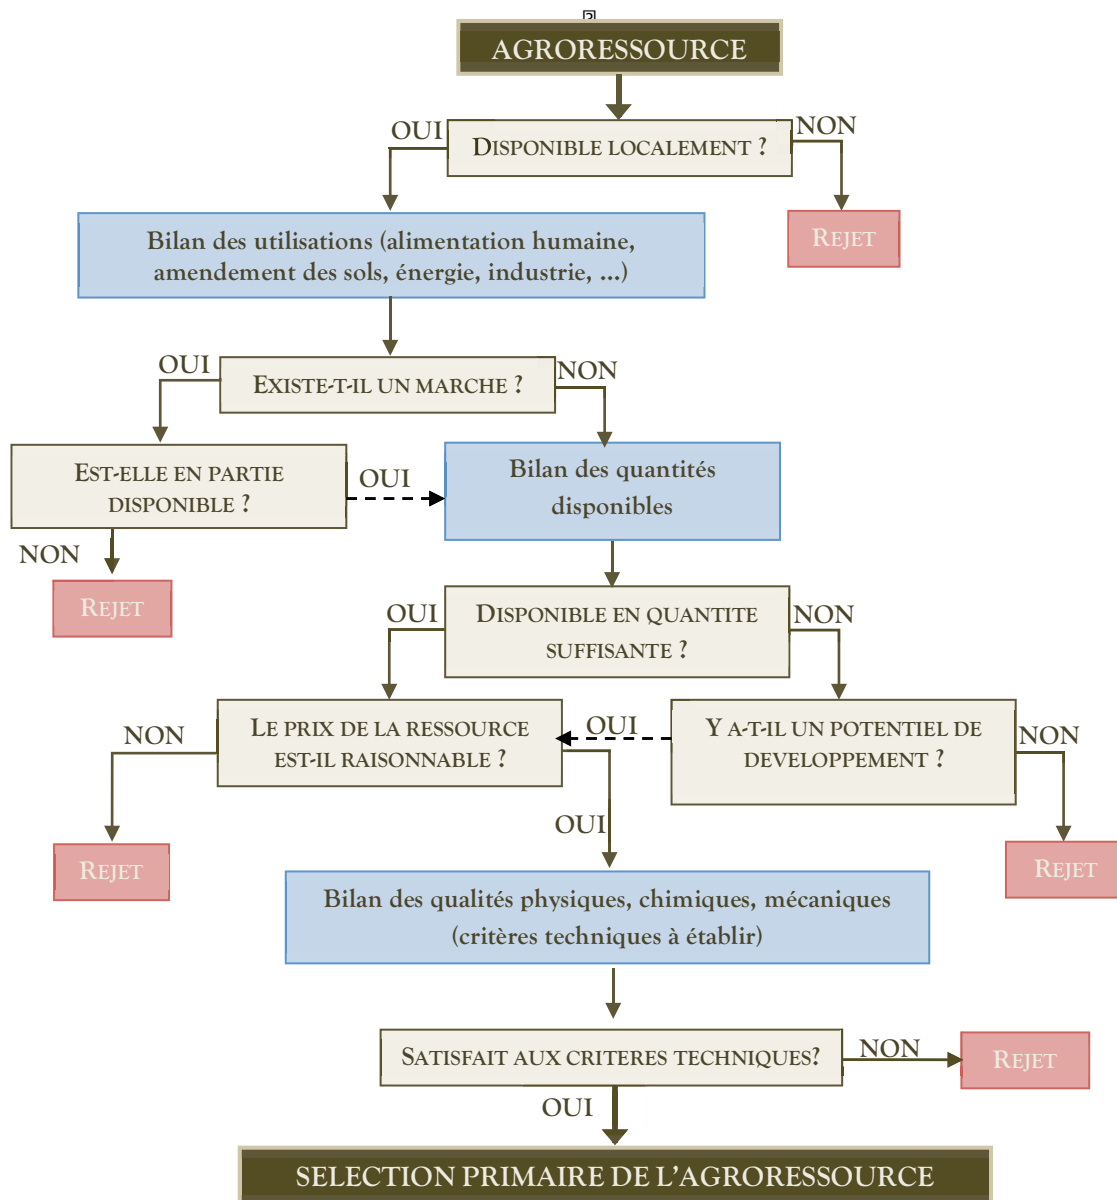 AGRORESSOURCE
OUI
NON
DISPONIBLE LOCALEMENT ?
REJET
Bilan des utilisations (alimentation humaine,
amendement des sols, énergie, industrie, ...)
OUI
NON
EXISTE-T-IL UN MARCHE ?
EST-ELLE EN PARTIE
DISPONIBLE ?
OUI
Bilan des quantités
disponibles
NON
REJET
OUI
DISPONIBLE EN QUANTITE
SUFFISANTE ?
NON
NON
LE PRIX DE LA RESSOURCE
EST-IL RAISONNABLE ?
OUI
Y A-T-IL UN POTENTIEL DE
DEVELOPPEMENT ?
NON
OUI
REJET
REJET
Bilan des qualités physiques, chimiques, mécaniques
(critères techniques à établir)
SATISFAIT AUX CRITERES TECHNIQUES?
NON
REJET
OUI
SELECTION PRIMAIRE DE L'AGRORESSOURCE